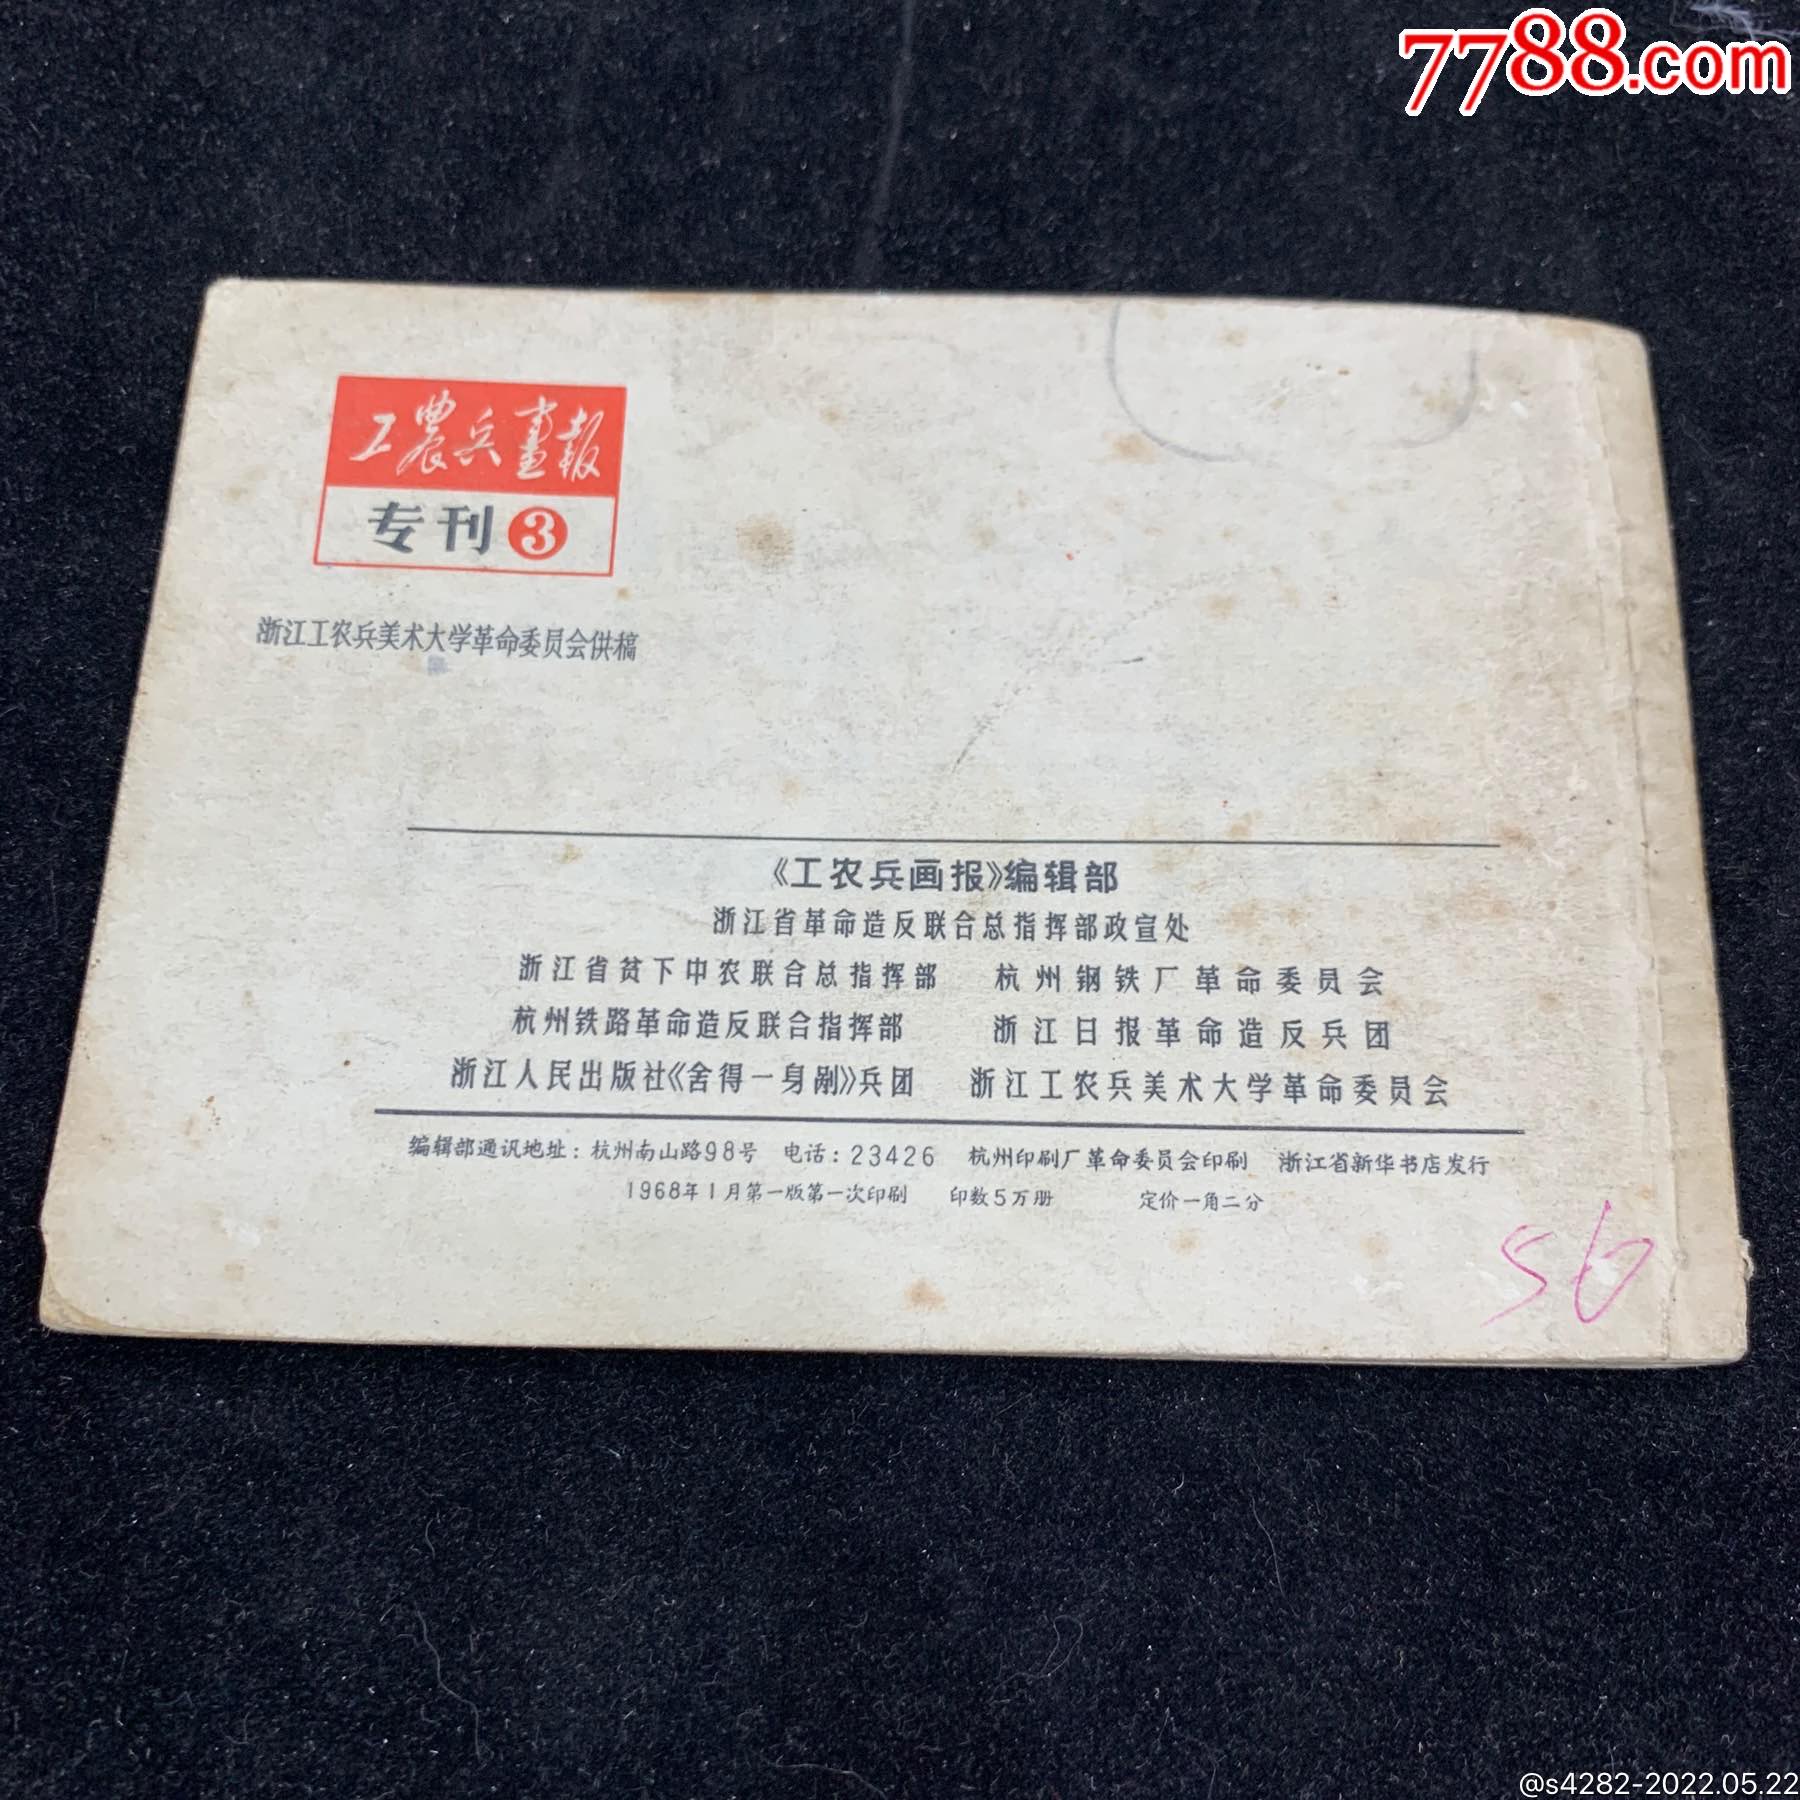 7788.com
工農兵畫報
专刊3
浙江工农兵美术大学革命委员会供稿
《工农兵画报》编辑部
浙江省革命造反联合总指挥部政宣处
浙江省贫下中农联合总指挥部 杭州钢铁厂革命委员会
杭州铁路革命造反联合指挥部 浙江日报革命造反兵团
浙江人民出版社《舍得一身剐》兵团 浙江工农兵美术大学革命委员会
编辑部通讯地址：杭州南山路98号 电话：23426 杭州印刷厂革命委员会印刷 浙江省新华书店发行
1968年1月第一版第一次印刷 印数5万册 定价一角二分
56
@s4282-2022.05.22